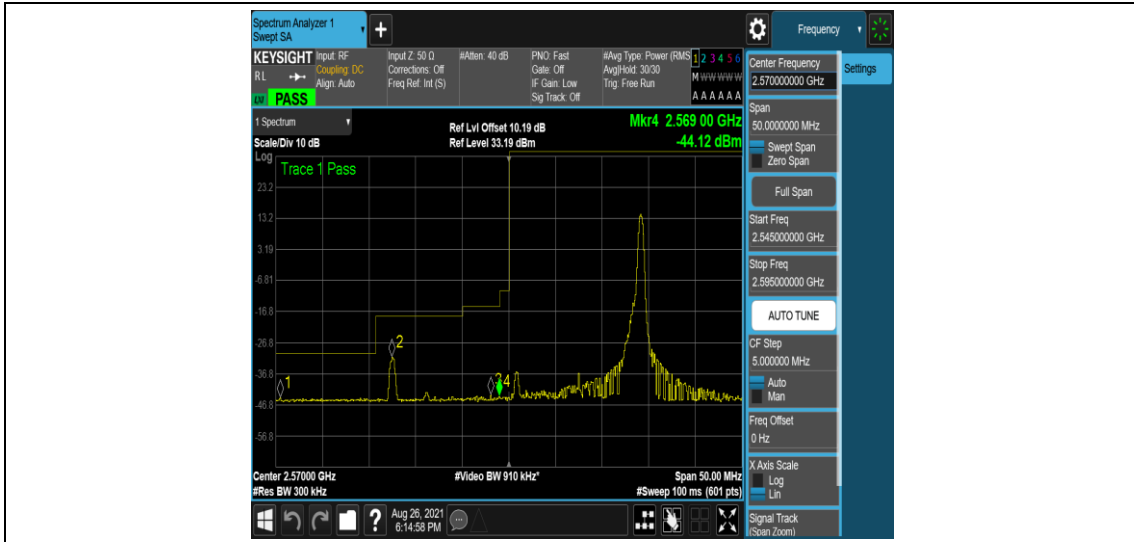 Spectrum Analyzer 1
Swept SA
Frequency
KEYSIGHT
RL
PASS
Input: RF
Coupling: DC
Align: Auto
Input Z: 50 Ω
Corrections: Off
Freq Ref: Int (S)
#Atten: 40 dB
PNO: Fast
Gate: Off
IF Gain: Low
Sig Track: Off
#Avg Type: Power (RMS
Avg|Hold: 30/30
Trig: Free Run
1 2 3 4 5 6
M W W W W W
A A A A A A
1 Spectrum
Scale/Div 10 dB
Ref Lvl Offset 10.19 dB
Ref Level 33.19 dBm
Mkr4 2.569 00 GHz
-44.12 dBm
Log
Trace 1 Pass
23.2
13.2
3.19
-6.81
-16.8
-26.8
-36.8
-46.8
-56.8
1
2
3
4
Center 2.57000 GHz
#Res BW 300 kHz
#Video BW 910 kHz*
Span 50.00 MHz
#Sweep 100 ms (601 pts)
Aug 26, 2021
6:14:58 PM
Center Frequency
2.570000000 GHz
Settings
Span
50.0000000 MHz
Swept Span
Zero Span
Full Span
Start Freq
2.545000000 GHz
Stop Freq
2.595000000 GHz
AUTO TUNE
CF Step
5.000000 MHz
Auto
Man
Freq Offset
0 Hz
X Axis Scale
Log
Lin
Signal Track
(Span Zoom)